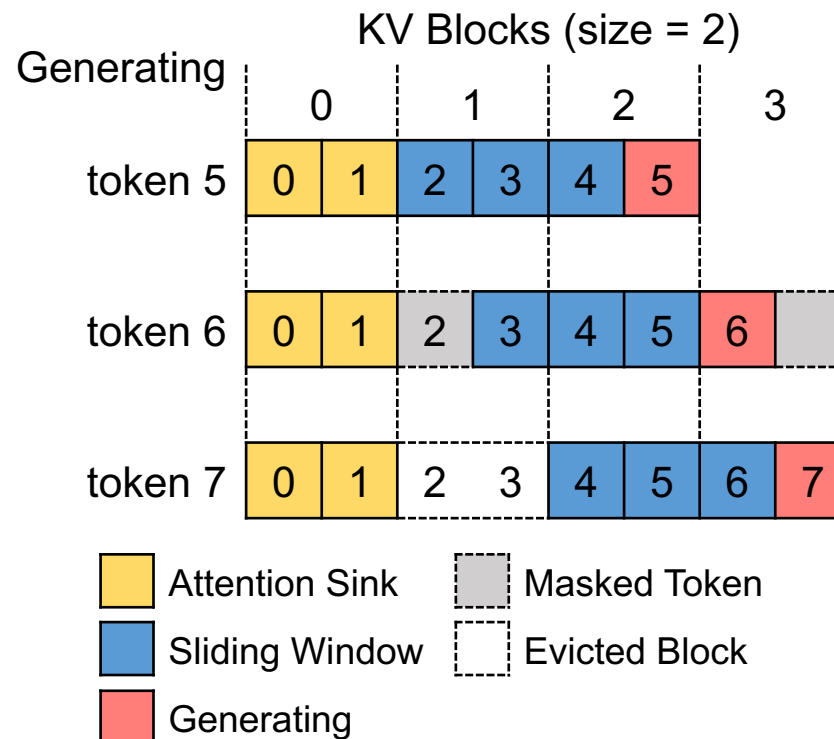 KV Blocks (size = 2)
Generating
0 1 2 3
token 5 0 1 2 3 4 5
token 6 0 1 2 3 4 5 6
token 7 0 1 2 3 4 5 6 7
Attention Sink Masked Token
Sliding Window Evicted Block
Generating